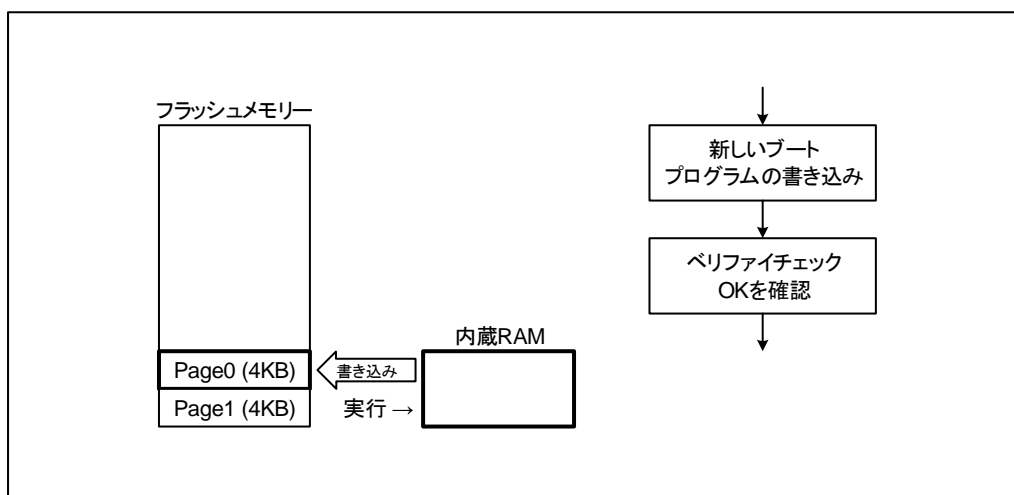 フラッシュメモリー
新しいブート
プログラムの書き込み
ベリファイチェック
OKを確認
内蔵RAM
Page0 (4KB)
書き込み
Page1 (4KB)
実行 →